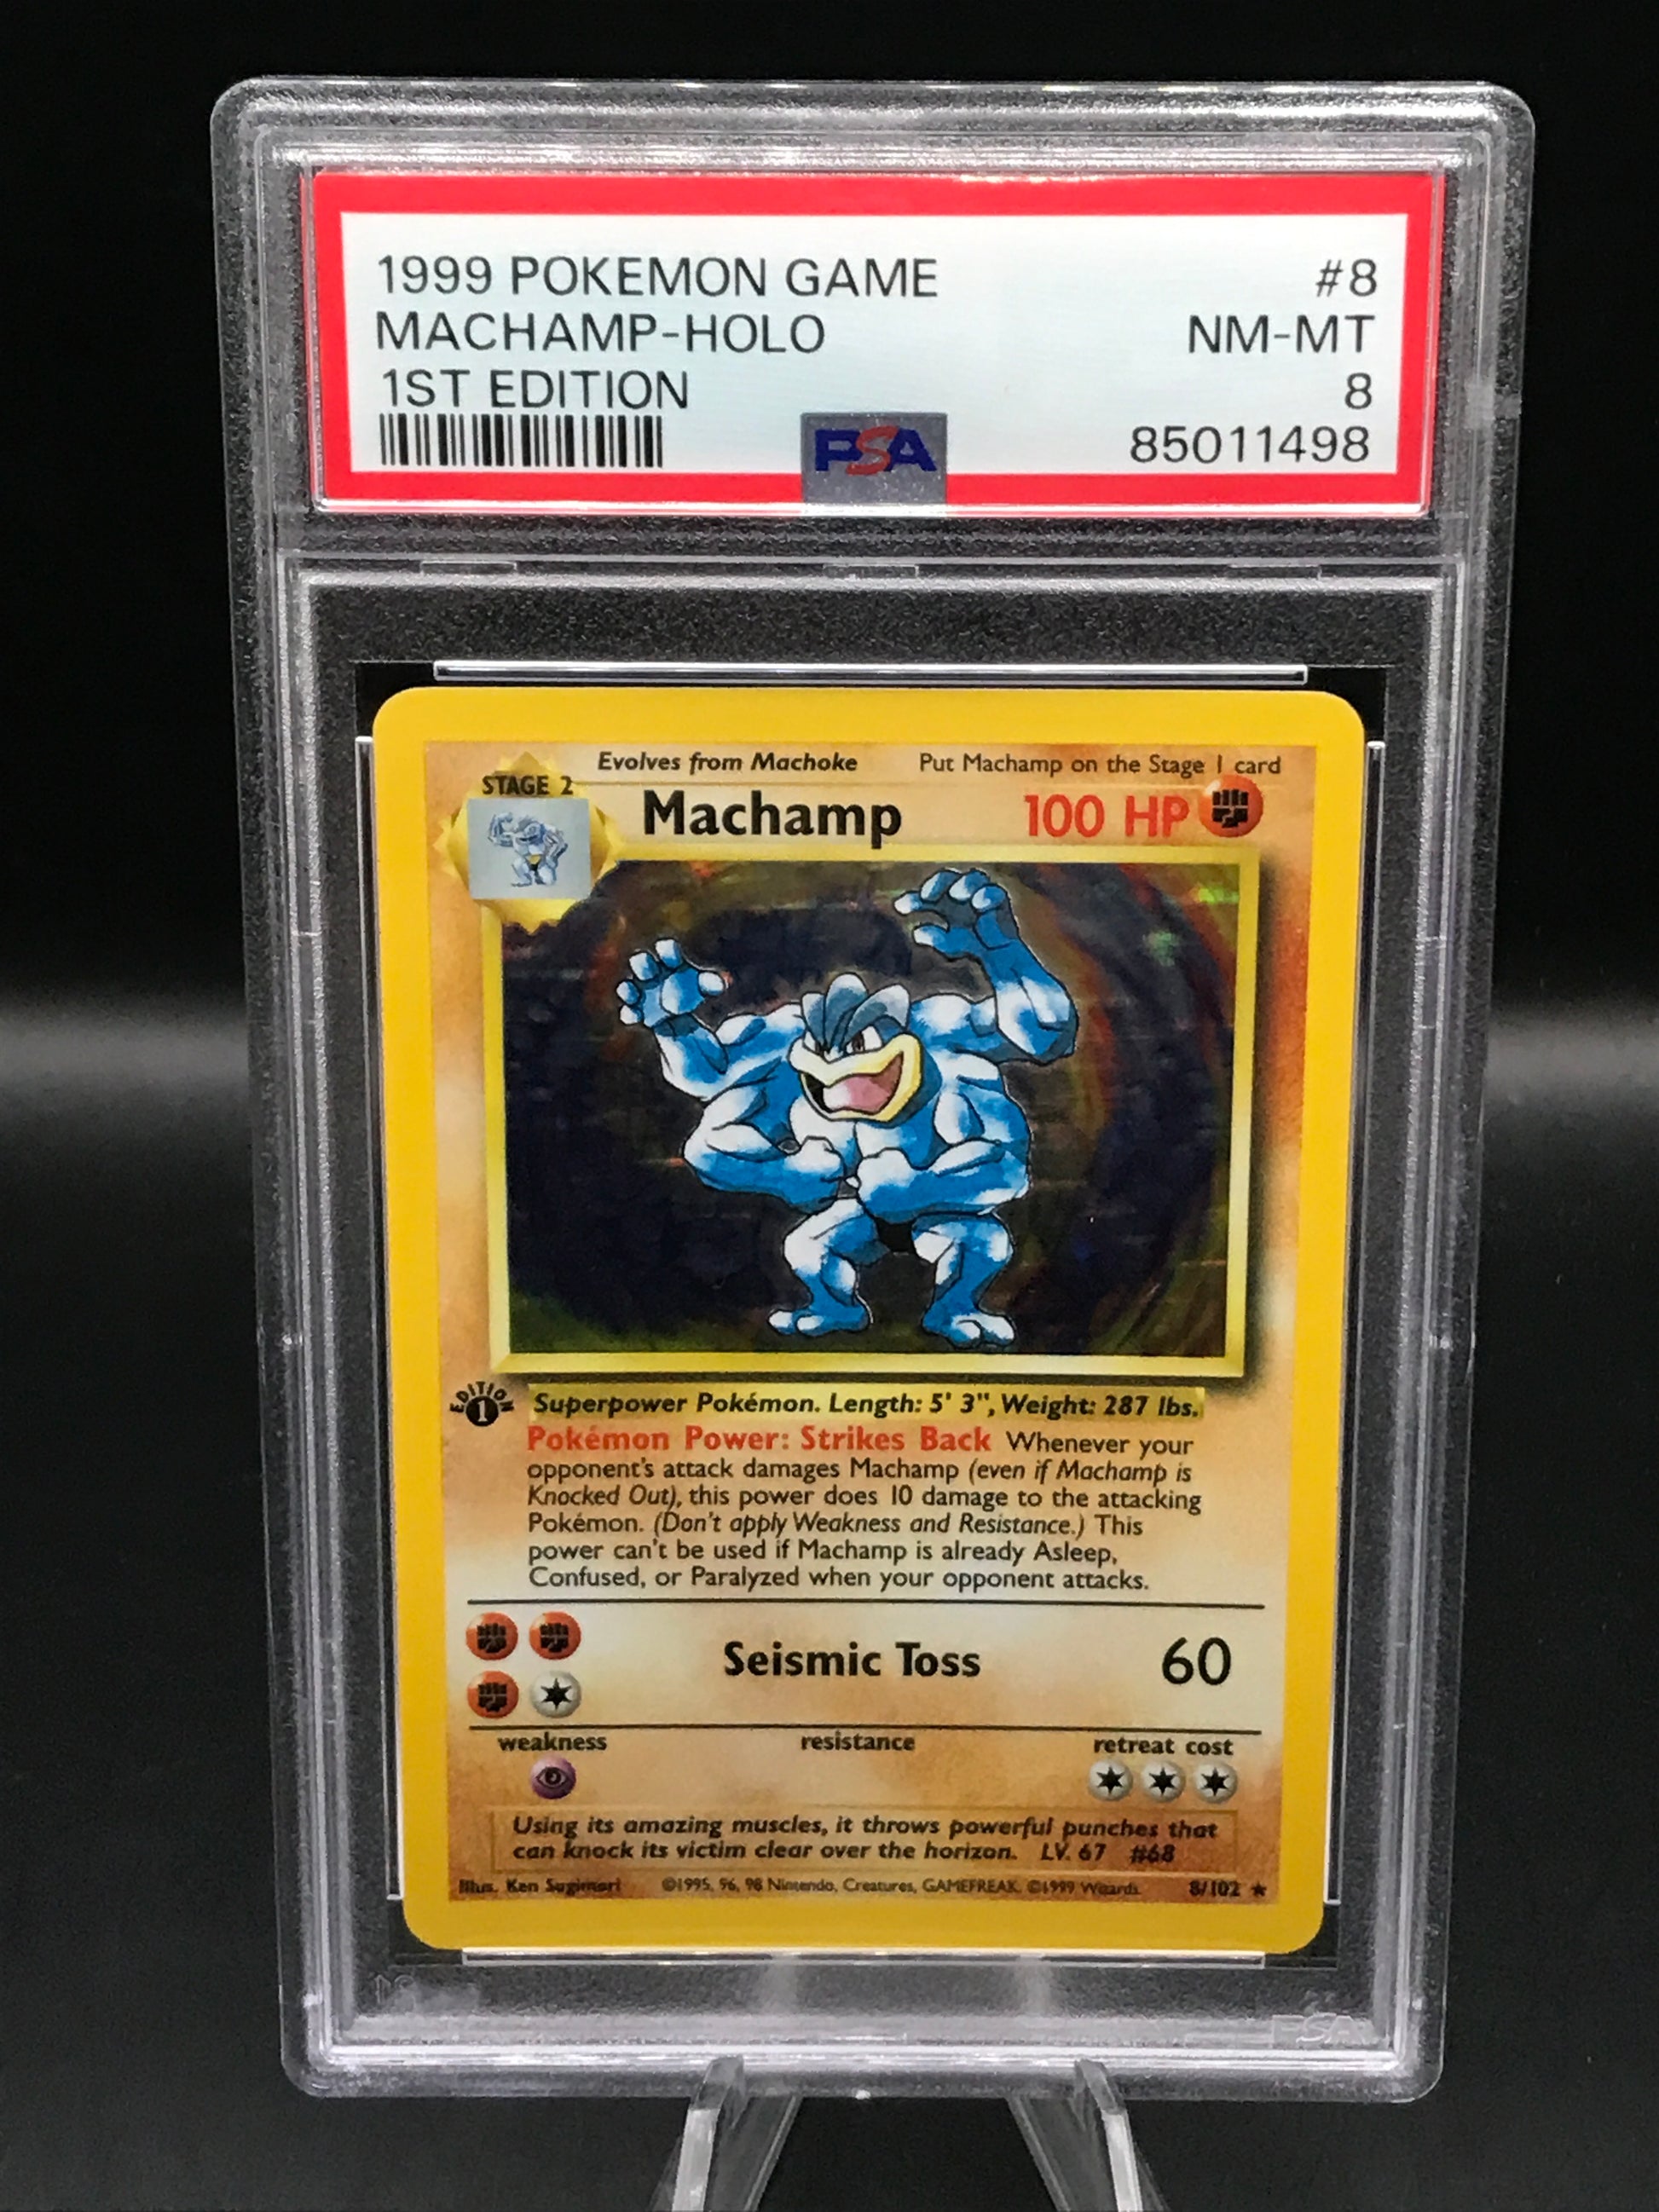 1999 POKEMON GAME #8
MACHAMP-HOLO NM-MT
1ST EDITION 8
PSA 85011498
Evolves from Machoke Put Machamp on the Stage 1 card
STAGE 2
Machamp 100 HP
EDITION
1
Superpower Pokémon. Length: 5' 3", Weight: 287 lbs.
Pokémon Power: Strikes Back Whenever your
opponent's attack damages Machamp (even if Machamp is
Knocked Out), this power does 10 damage to the attacking
Pokémon. (Don't apply Weakness and Resistance.) This
power can't be used if Machamp is already Asleep,
Confused, or Paralyzed when your opponent attacks.
Seismic Toss 60
weakness resistance retreat cost
Using its amazing muscles, it throws powerful punches that
can knock its victim clear over the horizon. LV. 67 #68
Illus. Ken Sugimori ©1995, 96, 98 Nintendo, Creatures, GAMEFREAK. ©1999 Wizards. 8/102 ★
PSA